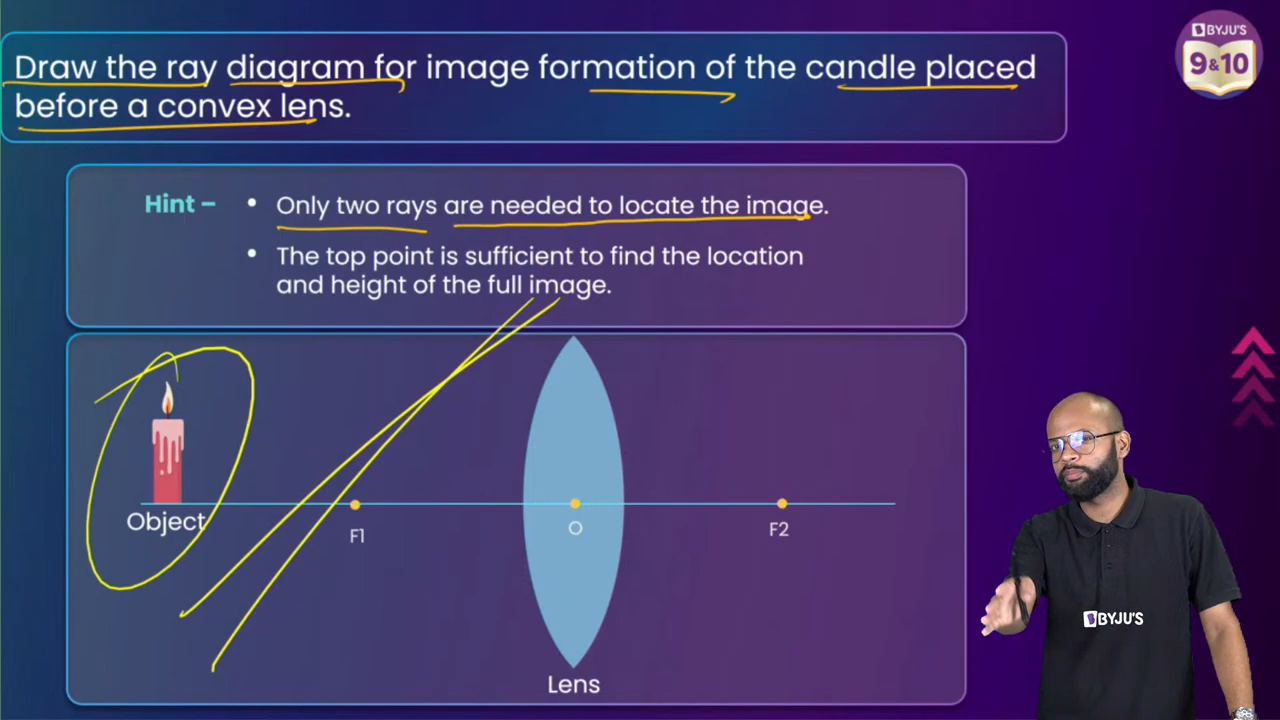 BYJU'S
9&10
Draw the ray diagram for image formation of the candle placed
before a convex lens.
Hint –
• Only two rays are needed to locate the image.
• The top point is sufficient to find the location
and height of the full image.
Object
F1
O
F2
Lens
BYJU'S